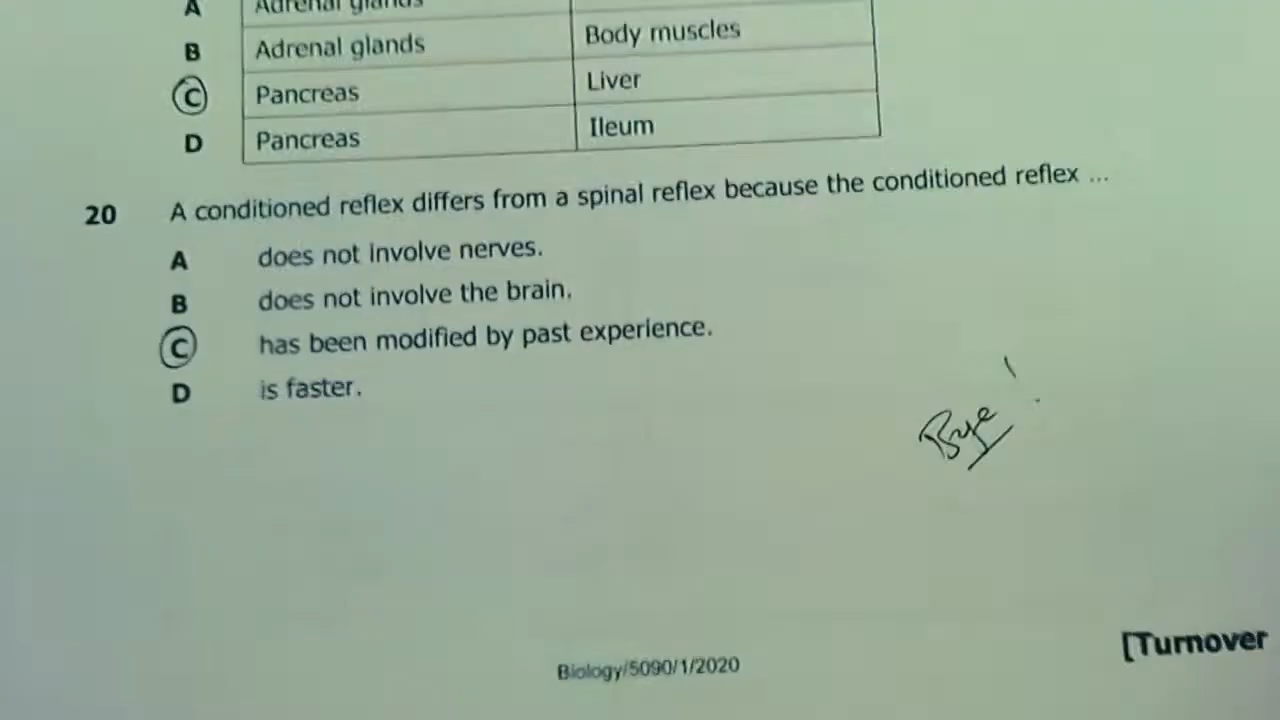 A Adrenal glands
B Adrenal glands Body muscles
C Pancreas Liver
D Pancreas Ileum
20 A conditioned reflex differs from a spinal reflex because the conditioned reflex ...
A does not involve nerves.
B does not involve the brain.
C has been modified by past experience.
D is faster.
Bye !
[Turnover
Biology/5090/1/2020